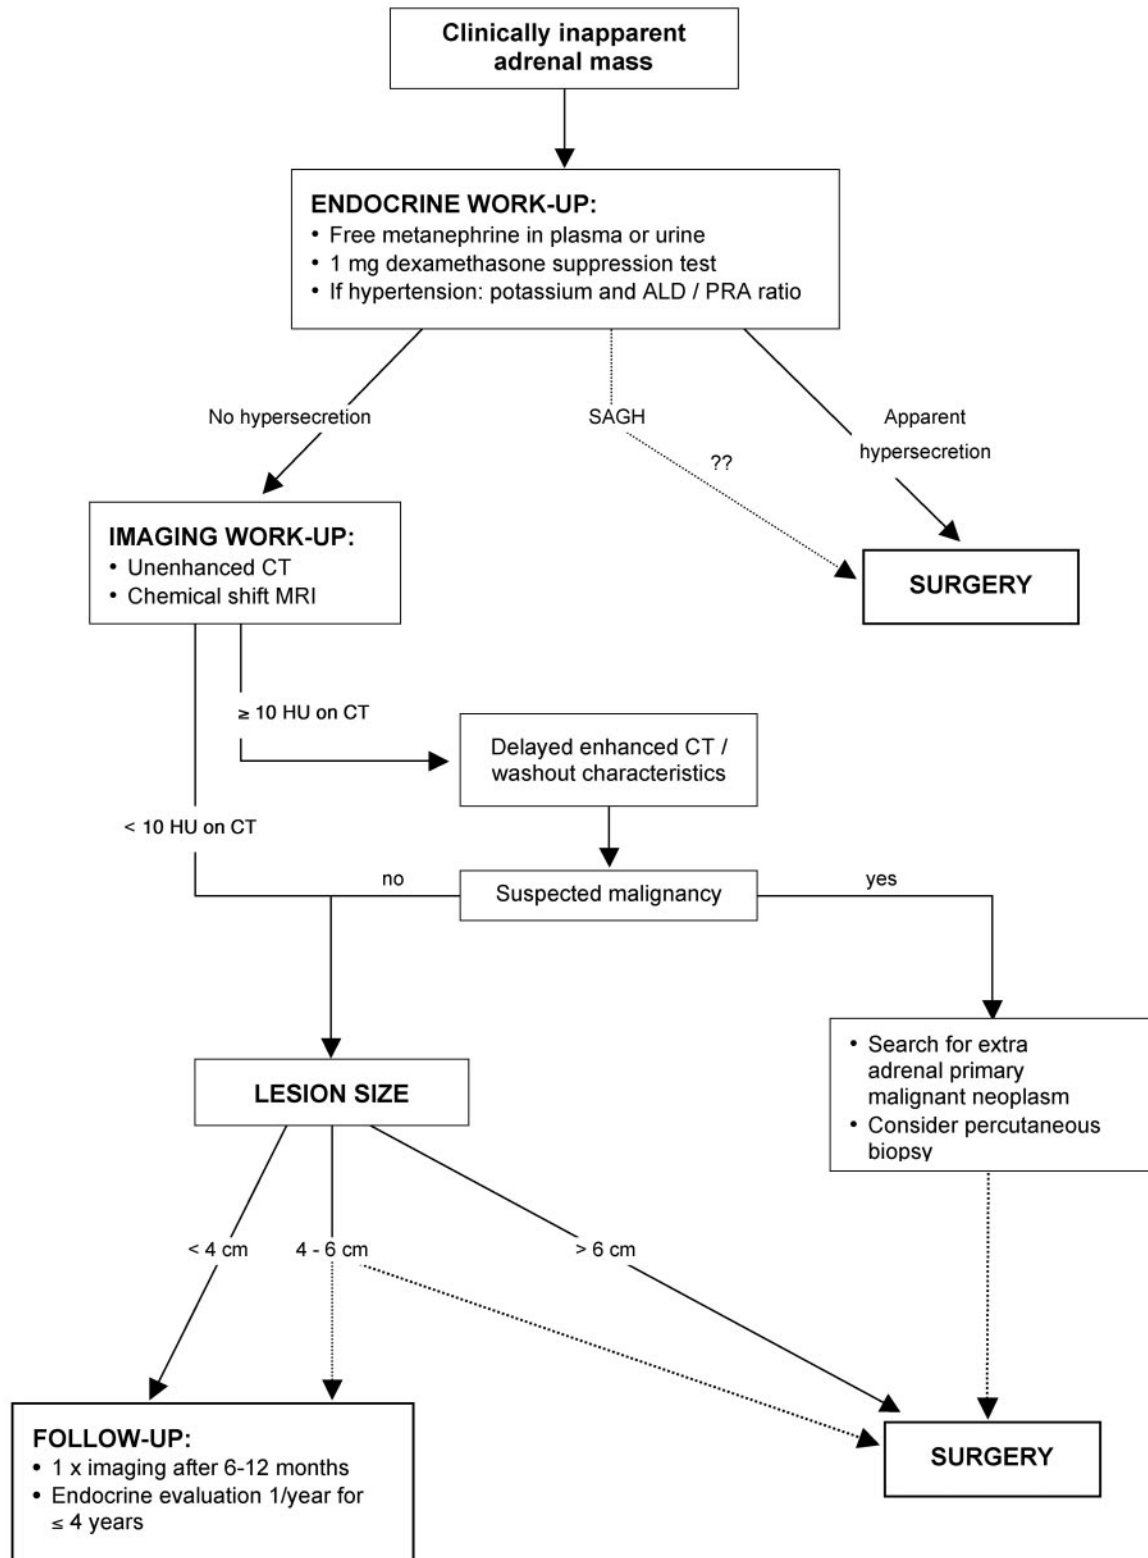 Clinically inapparent
adrenal mass
ENDOCRINE WORK-UP:
• Free metanephrine in plasma or urine
• 1 mg dexamethasone suppression test
• If hypertension: potassium and ALD / PRA ratio
No hypersecretion
SAGH
??
Apparent
hypersecretion
IMAGING WORK-UP:
• Unenhanced CT
• Chemical shift MRI
SURGERY
≥ 10 HU on CT
Delayed enhanced CT /
washout characteristics
< 10 HU on CT
no
Suspected malignancy
yes
• Search for extra
adrenal primary
malignant neoplasm
• Consider percutaneous
biopsy
LESION SIZE
< 4 cm
4 - 6 cm
> 6 cm
FOLLOW-UP:
• 1 x imaging after 6-12 months
• Endocrine evaluation 1/year for
≤ 4 years
SURGERY